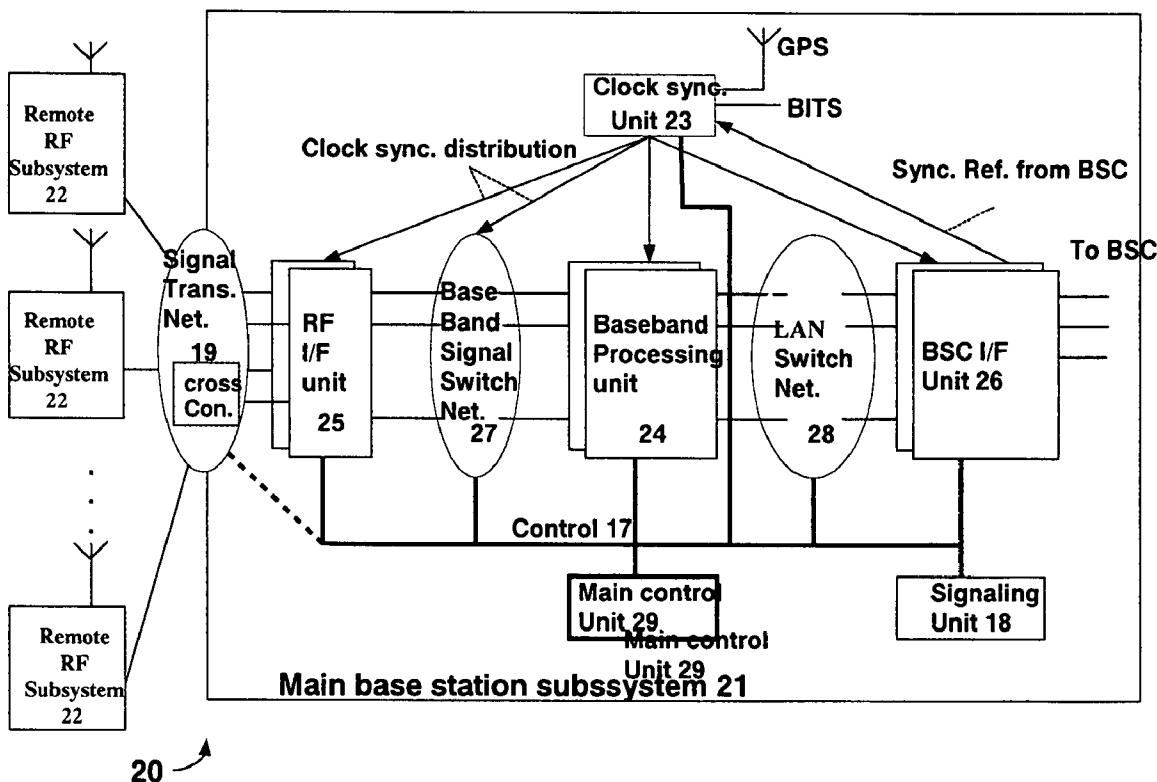 GPS
Clock sync.
Unit 23
BITS
Clock sync. distribution
Sync. Ref. from BSC
To BSC
Remote
RF
Subsystem
22
Remote
RF
Subsystem
22
Remote
RF
Subsystem
22
Signal
Trans.
Net.
19
cross
Con.
RF
I/F
unit
25
Base
Band
Signal
Switch
Net.
27
Baseband
Processing
unit
24
LAN
Switch
Net.
28
BSC I/F
Unit 26
Control 17
Main control
Unit 29
Main control
Unit 29
Signaling
Unit 18
Main base station subssystem 21
20